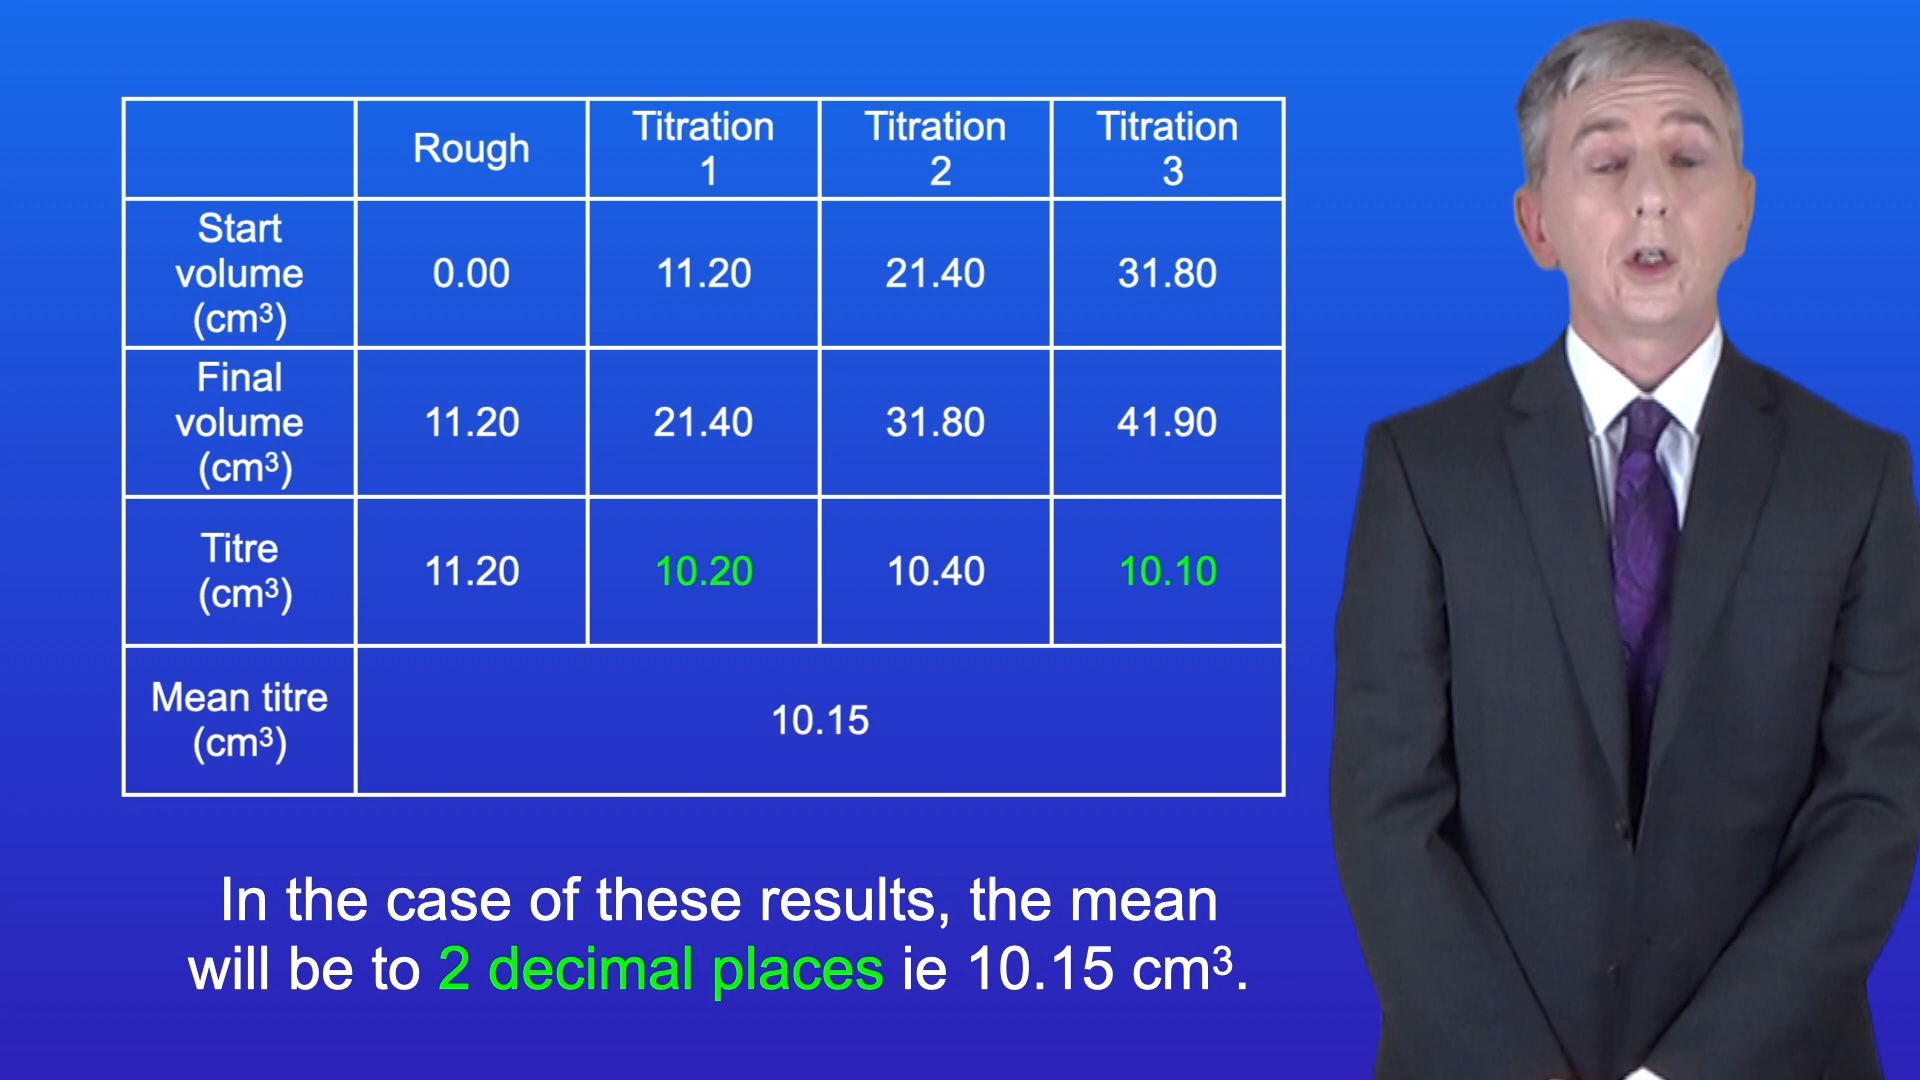 Rough
Titration
1
Titration
2
Titration
3
Start
volume
(cm³)
0.00
11.20
21.40
31.80
Final
volume
(cm³)
11.20
21.40
31.80
41.90
Titre
(cm³)
11.20
10.20
10.40
10.10
Mean titre
(cm³)
10.15
In the case of these results, the mean
will be to 2 decimal places ie 10.15 cm³.